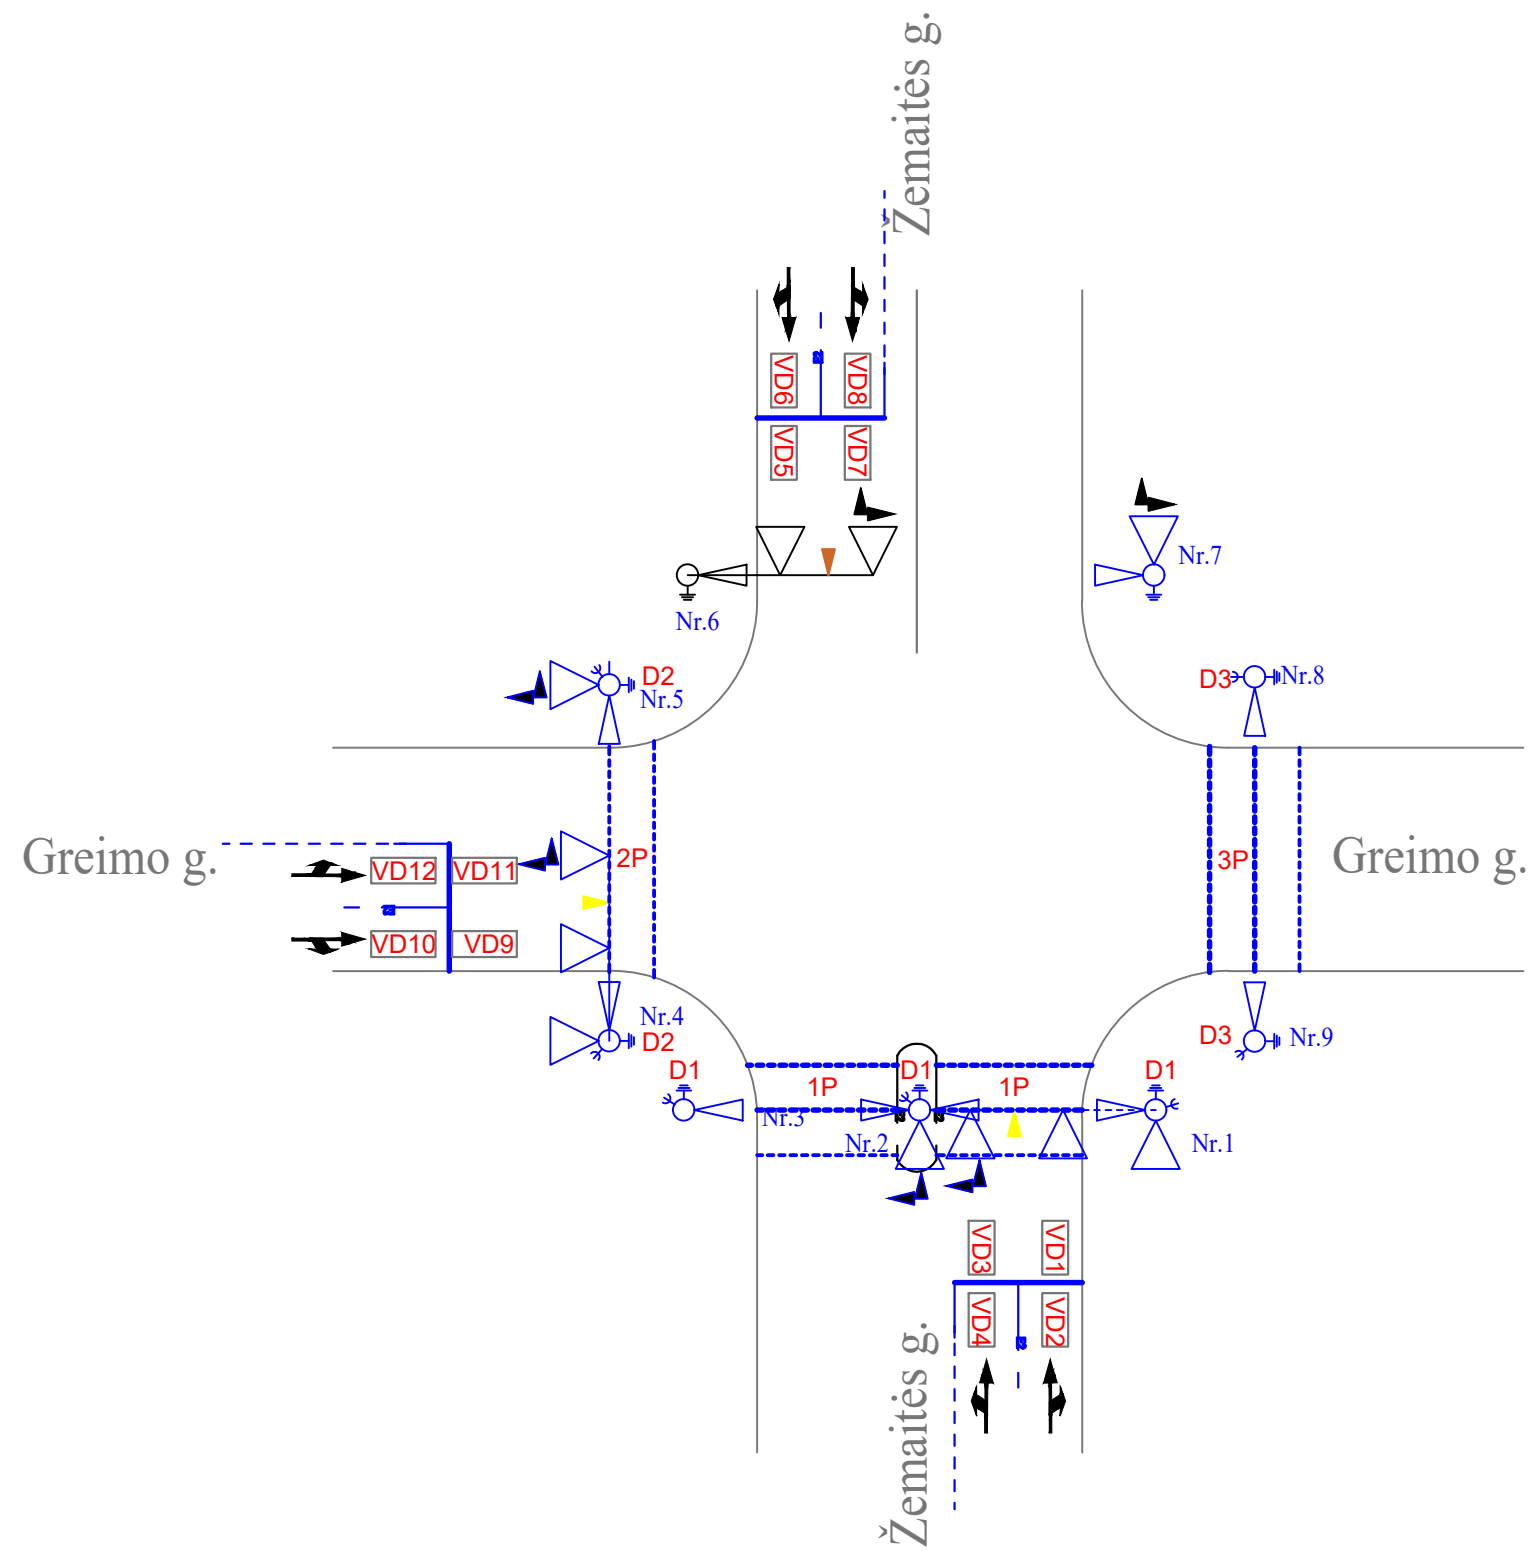 Žemaitės g.
VD6
VD8
VD5
VD7
Nr.7
Nr.6
D2
Nr.5
D3
Nr.8
Greimo g.
VD12
VD11
2P
3P
Greimo g.
VD10
VD9
Nr.4
D2
D3
Nr.9
D1
D1
D1
1P
1P
Nr.3
Nr.2
Nr.1
VD3
VD1
VD4
VD2
Žemaitės g.